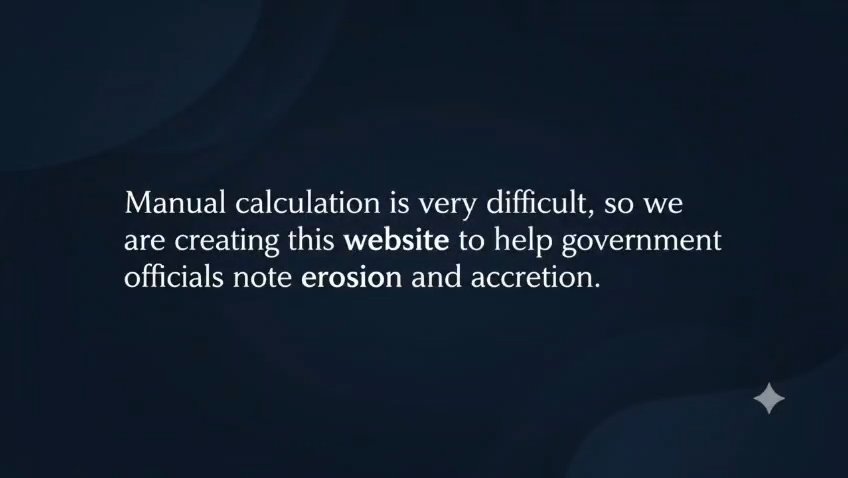 Manual calculation is very difficult, so we
are creating this website to help government
officials note erosion and accretion.